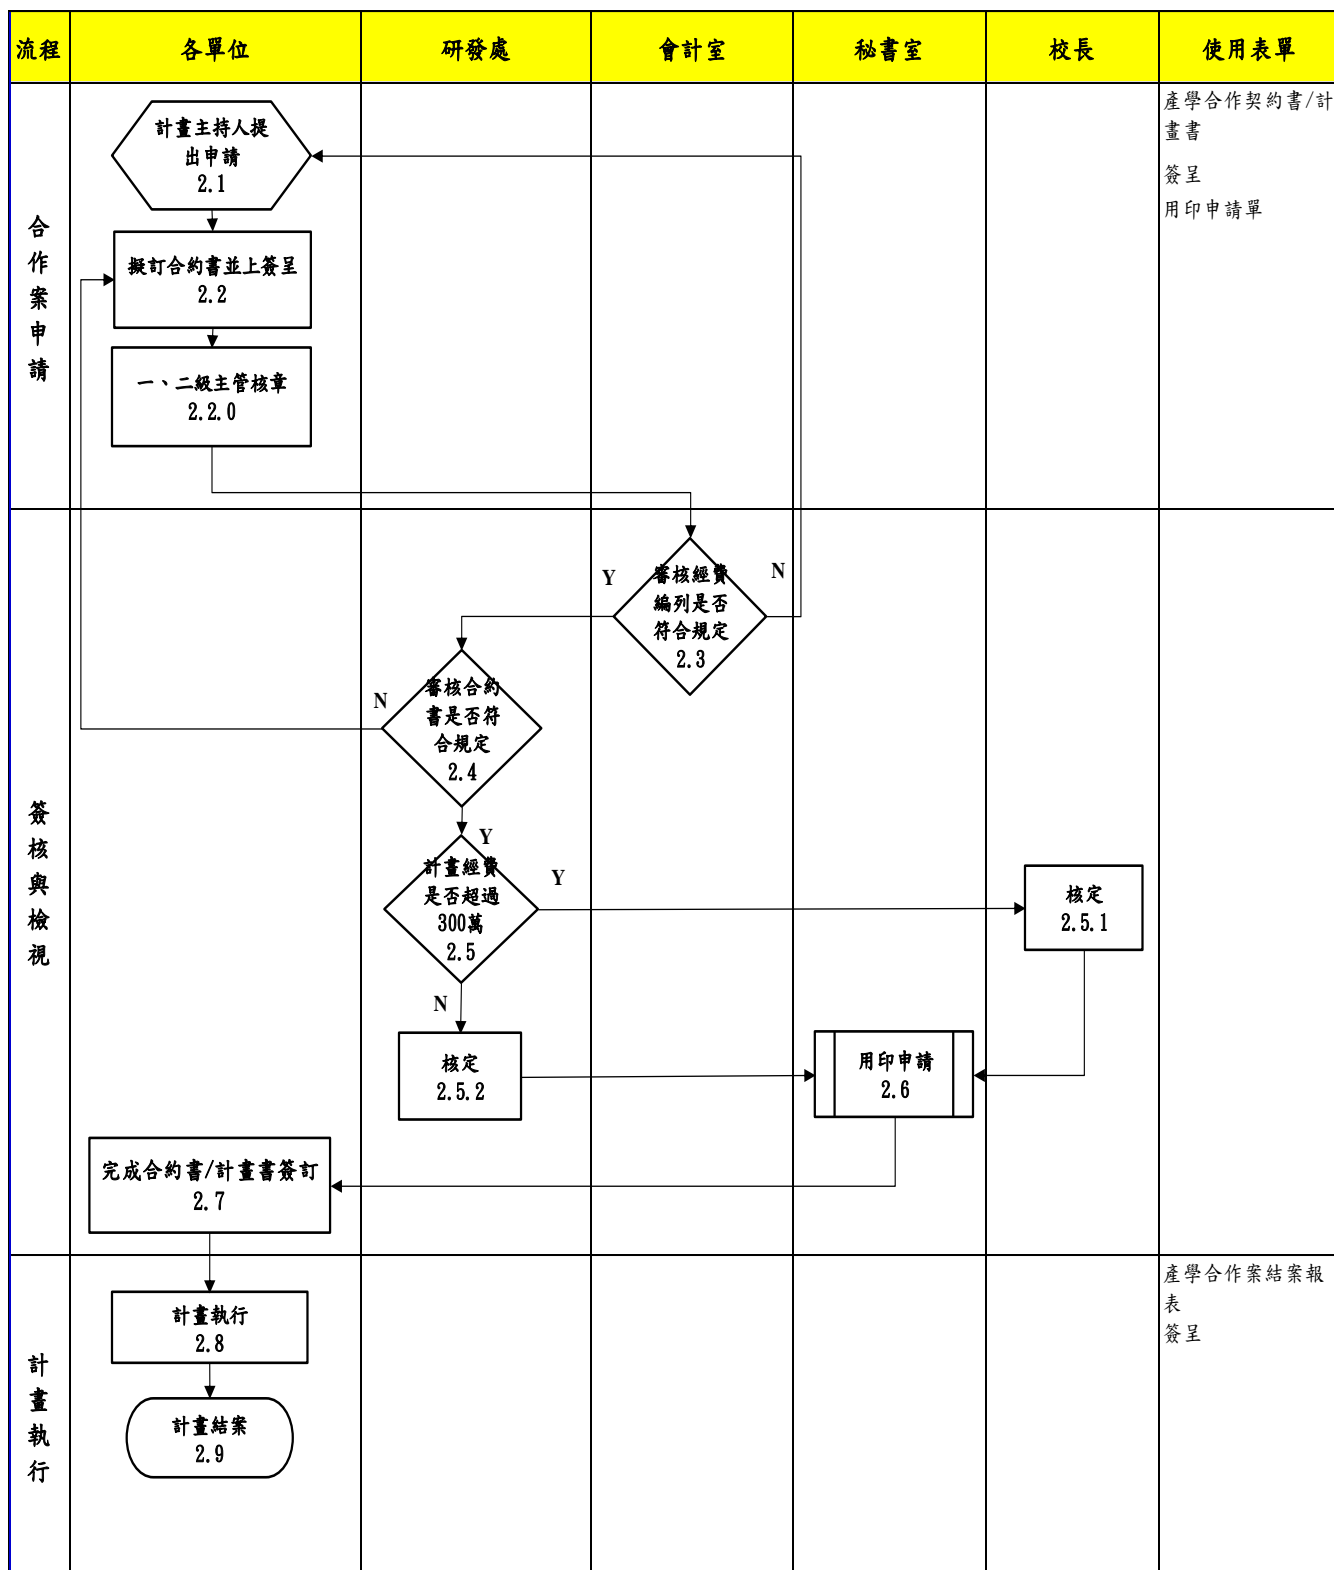 流程
各單位
研發處
會計室
秘書室
校長
使用表單
合
作
案
申
請
計畫主持人提
出申請
2.1
擬訂合約書並上簽呈
2.2
一、二級主管核章
2.2.0
產學合作契約書/計
畫書
簽呈
用印申請單
簽
核
與
檢
視
Y
審核經費
編列是否
符合規定
2.3
N
N
審核合約
書是否符
合規定
2.4
Y
計畫經費
是否超過
300萬
2.5
Y
N
核定
2.5.1
核定
2.5.2
用印申請
2.6
完成合約書/計畫書簽訂
2.7
計
畫
執
行
計畫執行
2.8
計畫結案
2.9
產學合作案結案報
表
簽呈